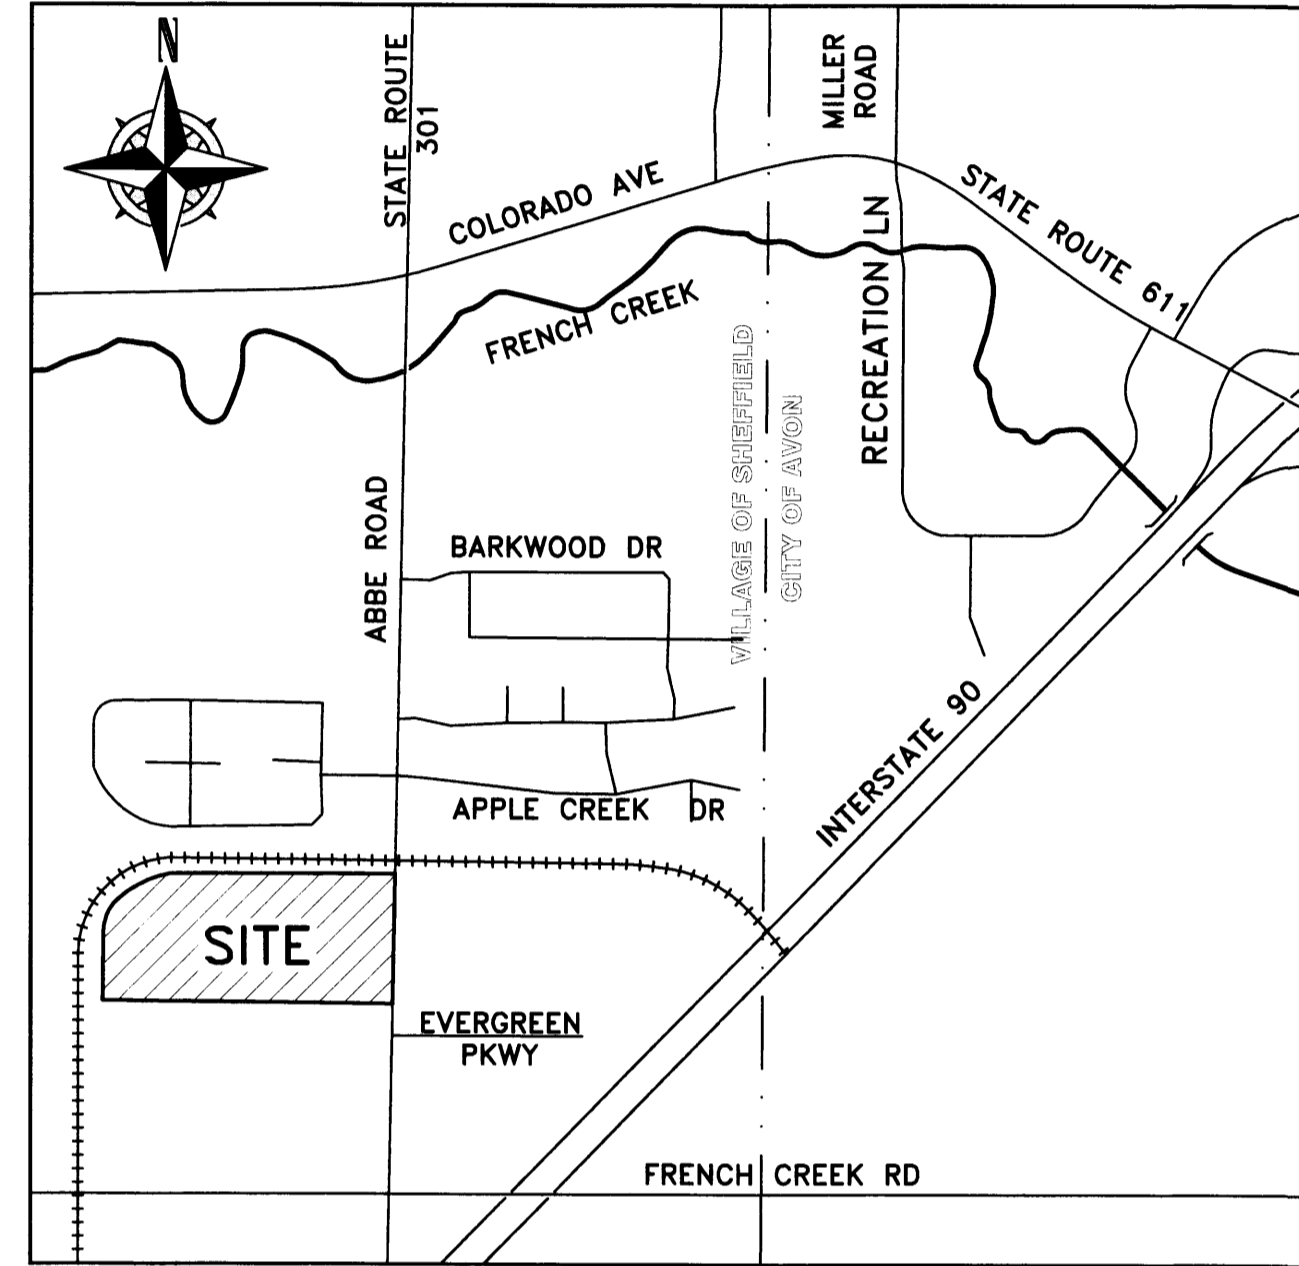 N
STATE ROUTE
301
MILLER
ROAD
COLORADO AVE
STATE ROUTE 611
FRENCH CREEK
RECREATION LN
VILLAGE OF SHEFFIELD
CITY OF AVON
ABBE ROAD
BARKWOOD DR
APPLE CREEK DR
INTERSTATE 90
SITE
EVERGREEN
PKWY
FRENCH CREEK RD